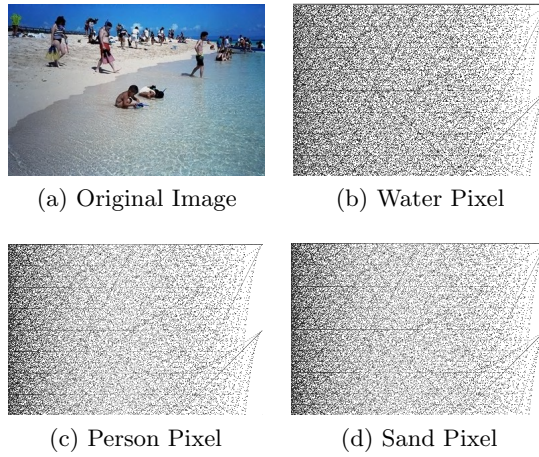 (a) Original Image
(b) Water Pixel
(c) Person Pixel
(d) Sand Pixel